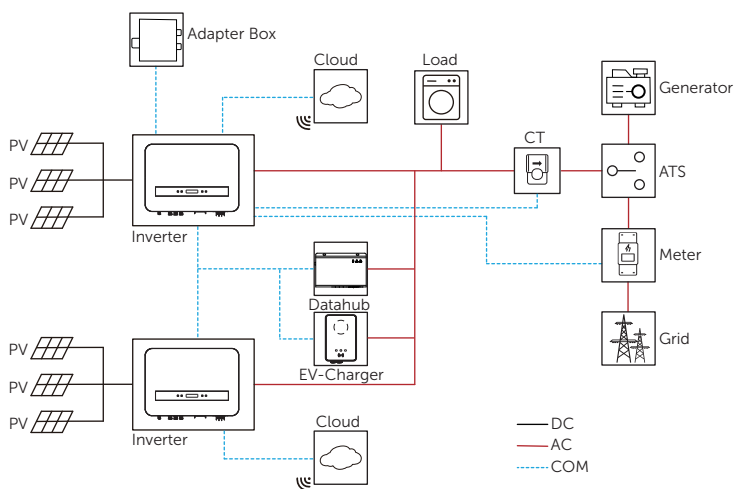 Adapter Box
Cloud
Load
Generator
CT
PV
PV
ATS
PV
Inverter
Meter
Datahub
PV
Grid
EV-Charger
PV
PV
Cloud
Inverter
DC
AC
COM